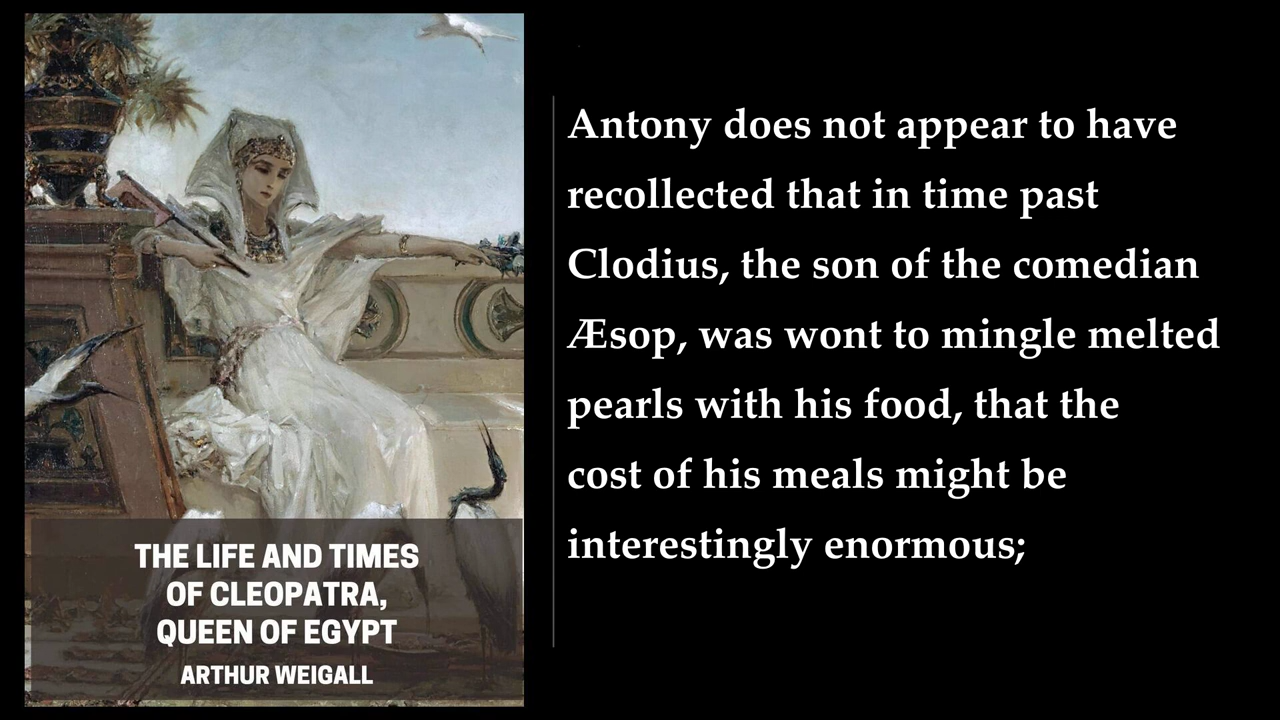 Antony does not appear to have
recollected that in time past
Clodius, the son of the comedian
Æsop, was wont to mingle melted
pearls with his food, that the
cost of his meals might be
interestingly enormous;
THE LIFE AND TIMES
OF CLEOPATRA,
QUEEN OF EGYPT
ARTHUR WEIGALL